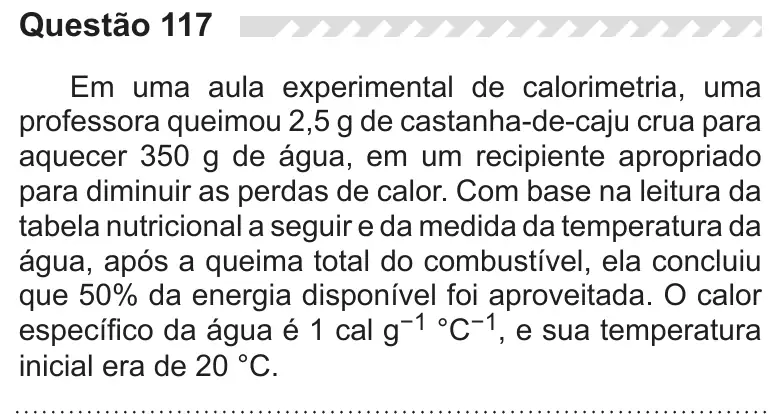 Questão 117
Em uma aula experimental de calorimetria, uma
professora queimou 2,5 g de castanha-de-caju crua para
aquecer 350 g de água, em um recipiente apropriado
para diminuir as perdas de calor. Com base na leitura da
tabela nutricional a seguir e da medida da temperatura da
água, após a queima total do combustível, ela concluiu
que 50% da energia disponível foi aproveitada. O calor
específico da água é 1 cal g⁻¹ °C⁻¹, e sua temperatura
inicial era de 20 °C.